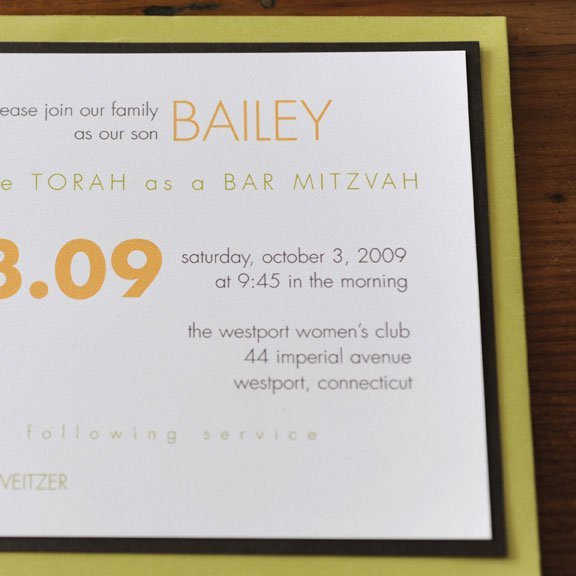 ease join our family
as our son BAILEY
e TORAH as a BAR MITZVAH
3.09
saturday, october 3, 2009
at 9:45 in the morning
the westport women's club
44 imperial avenue
westport, connecticut
following service
WEITZER